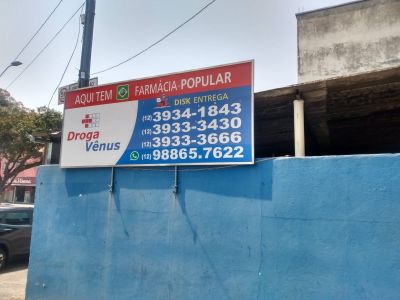 AQUI TEM FARMÁCIA POPULAR
DISK ENTREGA
Droga
Vênus
(12) 3934-1843
(12) 3933-3430
(12) 3933-3666
(12) 98865.7622